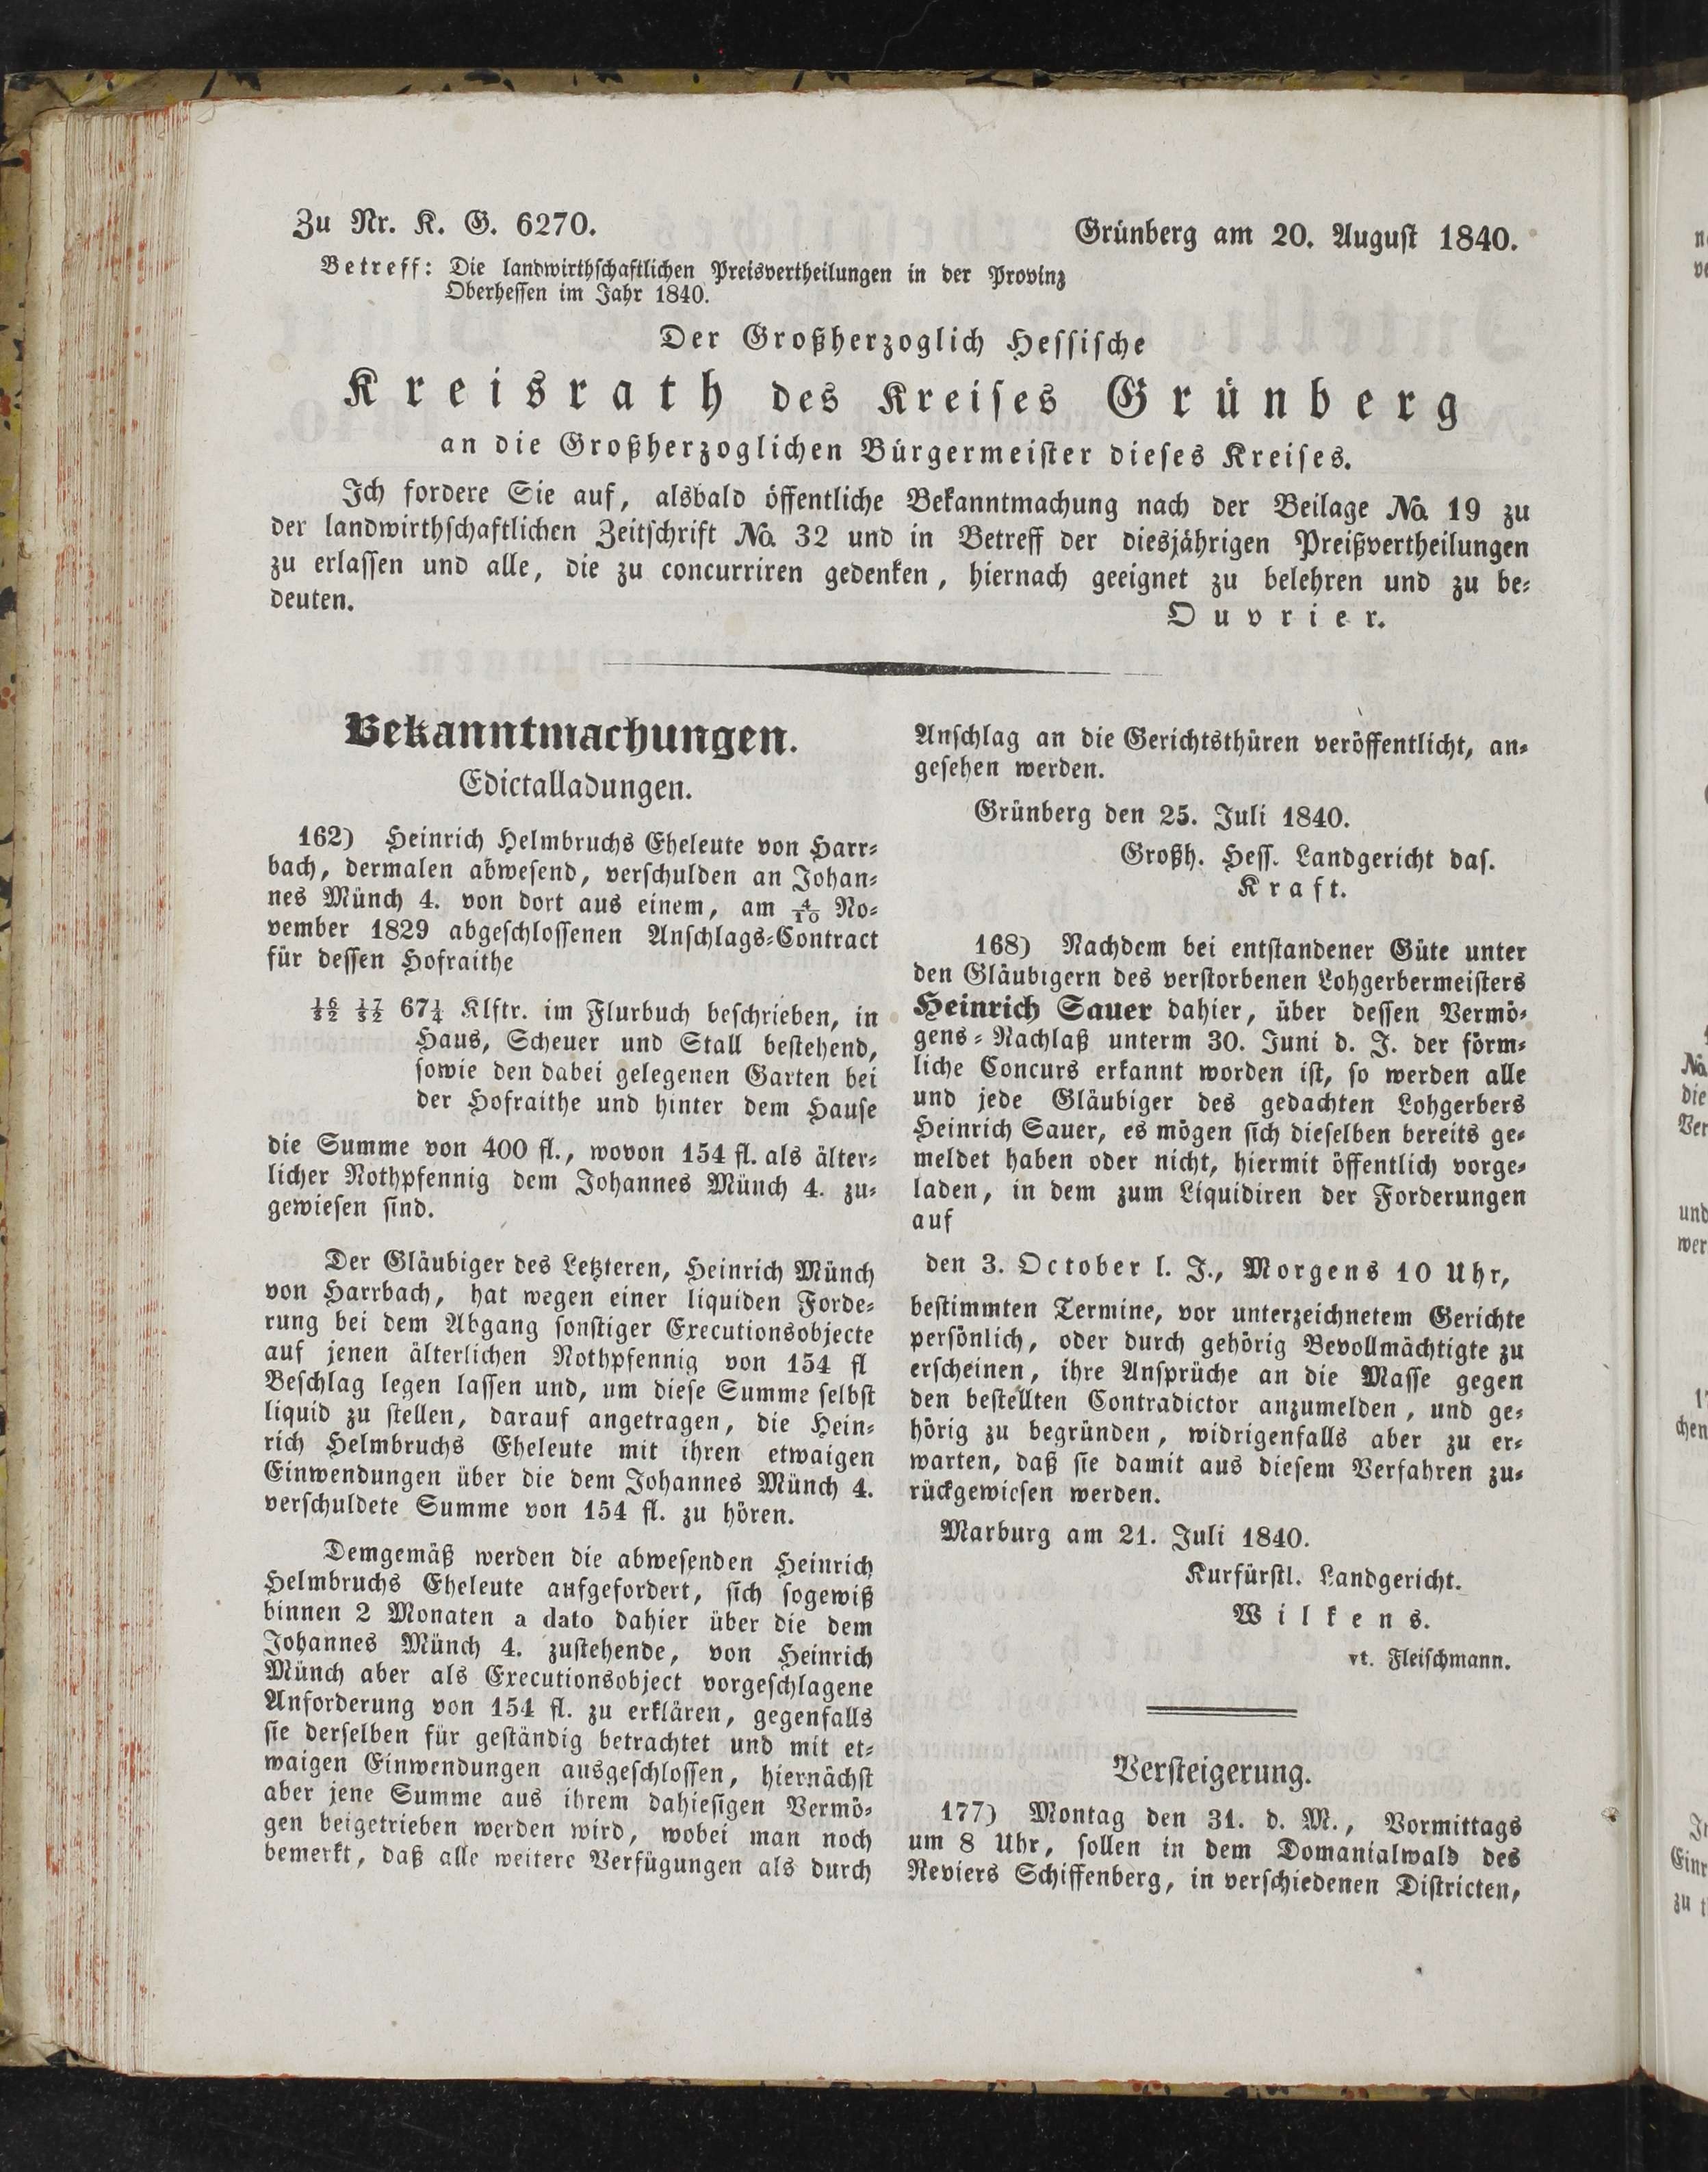 Zu Nr. K. G. 6270.
Grünberg am 20. August 1840.
Betreff: Die landwirthschaftlichen Preisvertheilungen in der Provinz
Oberhessen im Jahr 1840.
Der Großherzoglich Hessische
Kreisrath des Kreises Grünberg
an die Großherzoglichen Bürgermeister dieses Kreises.
Ich fordere Sie auf, alsbald öffentliche Bekanntmachung nach der Beilage No. 19 zu
der landwirthschaftlichen Zeitschrift No. 32 und in Betreff der diesjährigen Preißvertheilungen
zu erlassen und alle, die zu concurriren gedenken, hiernach geeignet zu belehren und zu be-
deuten.
Ouvrier.
Bekanntmachungen.
Edictalladungen.
162) Heinrich Helmbruchs Eheleute von Harr-
bach, dermalen abwesend, verschulden an Johan-
nes Münch 4. von dort aus einem, am 4/10 No-
vember 1829 abgeschlossenen Anschlags-Contract
für dessen Hofraithe
16/32 17/32 67¼ Klftr. im Flurbuch beschrieben, in
Haus, Scheuer und Stall bestehend,
sowie den dabei gelegenen Garten bei
der Hofraithe und hinter dem Hause
die Summe von 400 fl., wovon 154 fl. als älter-
licher Nothpfennig dem Johannes Münch 4. zu-
gewiesen sind.
Der Gläubiger des Letzteren, Heinrich Münch
von Harrbach, hat wegen einer liquiden Forde-
rung bei dem Abgang sonstiger Executionsobjecte
auf jenen älterlichen Nothpfennig von 154 fl
Beschlag legen lassen und, um diese Summe selbst
liquid zu stellen, darauf angetragen, die Hein-
rich Helmbruchs Eheleute mit ihren etwaigen
Einwendungen über die dem Johannes Münch 4.
verschuldete Summe von 154 fl. zu hören.
Demgemäß werden die abwesenden Heinrich
Helmbruchs Eheleute aufgefordert, sich sogewiß
binnen 2 Monaten a dato dahier über die dem
Johannes Münch 4. zustehende, von Heinrich
Münch aber als Executionsobject vorgeschlagene
Anforderung von 154 fl. zu erklären, gegenfalls
sie derselben für geständig betrachtet und mit et-
waigen Einwendungen ausgeschlossen, hiernächst
aber jene Summe aus ihrem dahiesigen Vermö-
gen beigetrieben werden wird, wobei man noch
bemerkt, daß alle weitere Verfügungen als durch
Anschlag an die Gerichtsthüren veröffentlicht, an-
gesehen werden.
Grünberg den 25. Juli 1840.
Großh. Hess. Landgericht das.
Kraft.
168) Nachdem bei entstandener Güte unter
den Gläubigern des verstorbenen Lohgerbermeisters
Heinrich Sauer dahier, über dessen Vermö-
gens-Nachlaß unterm 30. Juni d. J. der förm-
liche Concurs erkannt worden ist, so werden alle
und jede Gläubiger des gedachten Lohgerbers
Heinrich Sauer, es mögen sich dieselben bereits ge-
meldet haben oder nicht, hiermit öffentlich vorge-
laden, in dem zum Liquidiren der Forderungen
auf
den 3. October l. J., Morgens 10 Uhr,
bestimmten Termine, vor unterzeichnetem Gerichte
persönlich, oder durch gehörig Bevollmächtigte zu
erscheinen, ihre Ansprüche an die Masse gegen
den bestellten Contradictor anzumelden, und ge-
hörig zu begründen, widrigenfalls aber zu er-
warten, daß sie damit aus diesem Verfahren zu-
rückgewiesen werden.
Marburg am 21. Juli 1840.
Kurfürstl. Landgericht.
Wilkens.
vt. Fleischmann.
Versteigerung.
177) Montag den 31. d. M., Vormittags
um 8 Uhr, sollen in dem Domanialwald des
Reviers Schiffenberg, in verschiedenen Districten,